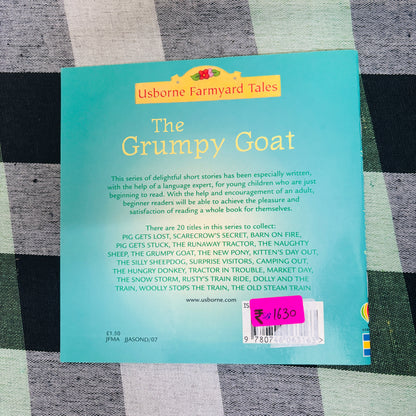 Usborne Farmyard Tales
The
Grumpy Goat
This series of delightful short stories has been especially written,
with the help of a language expert, for young children who are just
beginning to read. With the help and encouragement of an adult,
beginner readers will be able to achieve the pleasure and
satisfaction of reading a whole book for themselves.
There are 20 titles in this series to collect:
PIG GETS LOST, SCARECROW'S SECRET, BARN ON FIRE,
PIG GETS STUCK, THE RUNAWAY TRACTOR, THE NAUGHTY
SHEEP, THE GRUMPY GOAT, THE NEW PONY, KITTEN'S DAY OUT,
THE SILLY SHEEPDOG, SURPRISE VISITORS, CAMPING OUT,
THE HUNGRY DONKEY, TRACTOR IN TROUBLE, MARKET DAY,
THE SNOW STORM, RUSTY'S TRAIN RIDE, DOLLY AND THE
TRAIN, WOOLLY STOPS THE TRAIN, THE OLD STEAM TRAIN
www.usborne.com
£1.50
JFMA JJASOND/07